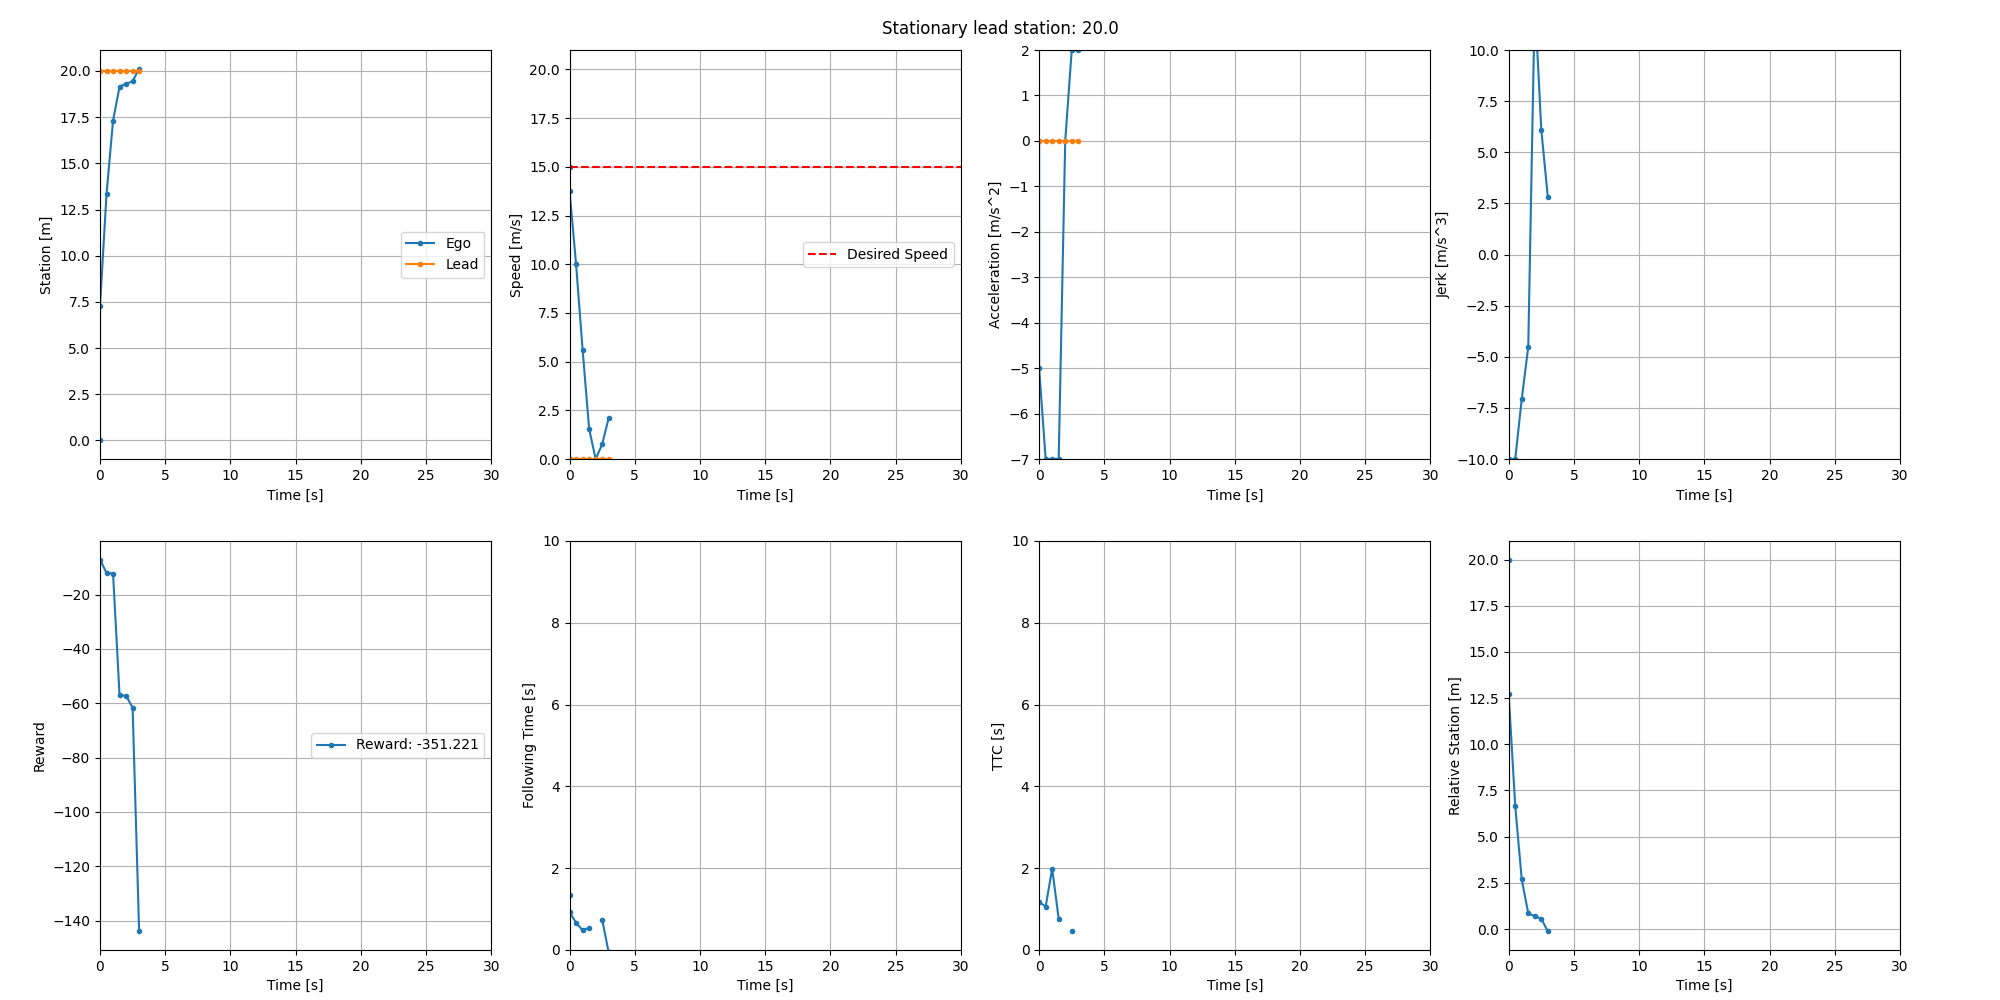 Stationary lead station: 20.0
20.0
17.5
15.0
12.5
10.0
7.5
5.0
2.5
0.0
Station [m]
Ego
Lead
0 5 10 15 20 25 30
Time [s]
20.0
17.5
15.0
12.5
10.0
7.5
5.0
2.5
0.0
Speed [m/s]
Desired Speed
0 5 10 15 20 25 30
Time [s]
2
1
0
−1
−2
−3
−4
−5
−6
−7
Acceleration [m/s^2]
0 5 10 15 20 25 30
Time [s]
10.0
7.5
5.0
2.5
0.0
−2.5
−5.0
−7.5
−10.0
Jerk [m/s^3]
0 5 10 15 20 25 30
Time [s]
−20
−40
−60
−80
−100
−120
−140
Reward
Reward: -351.221
0 5 10 15 20 25 30
Time [s]
10
8
6
4
2
0
Following Time [s]
0 5 10 15 20 25 30
Time [s]
10
8
6
4
2
0
TTC [s]
0 5 10 15 20 25 30
Time [s]
20.0
17.5
15.0
12.5
10.0
7.5
5.0
2.5
0.0
Relative Station [m]
0 5 10 15 20 25 30
Time [s]